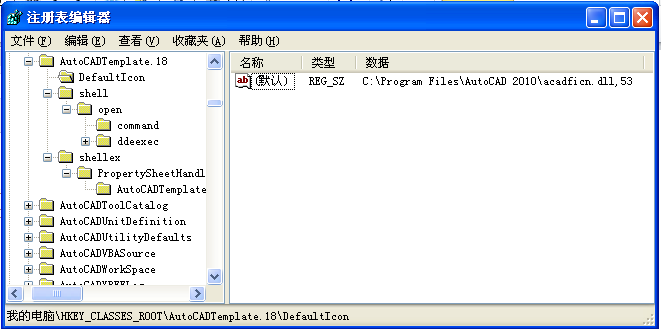 注册表编辑器
文件(F) 编辑(E) 查看(V) 收藏夹(A) 帮助(H)
AutoCADTemplate.18
DefaultIcon
shell
open
command
ddeexec
shellex
PropertySheetHandl
AutoCADTemplate
AutoCADToolCatalog
AutoCADUnitDefinition
AutoCADUtilityDefaults
AutoCADVBASource
AutoCADWorkSpace
名称 类型 数据
ab (默认) REG_SZ C:\Program Files\AutoCAD 2010\acadficn.dll,53
我的电脑\HKEY_CLASSES_ROOT\AutoCADTemplate.18\DefaultIcon